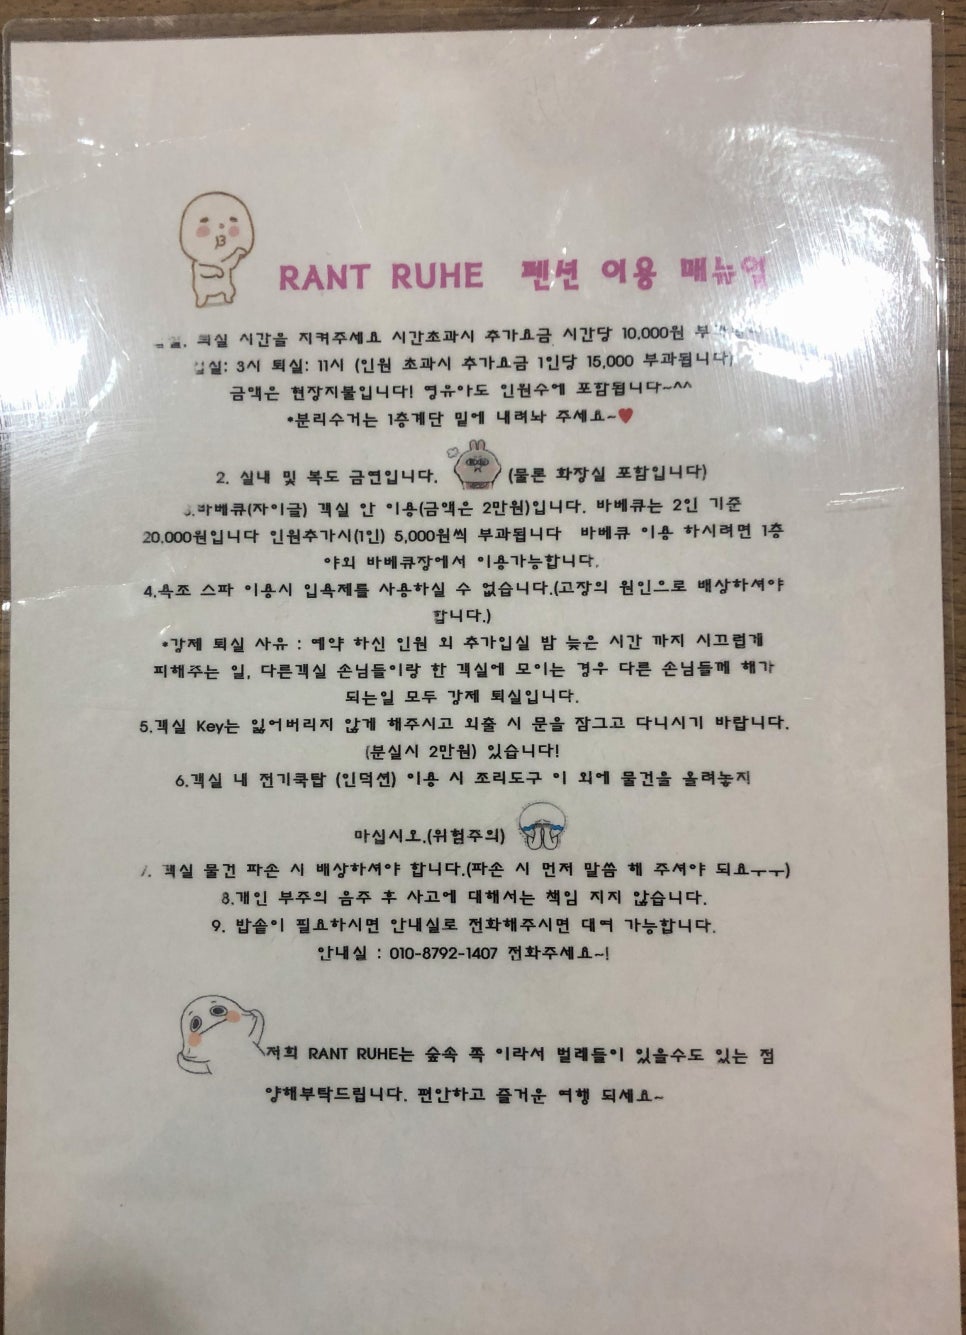 RANT RUHE 펜션 이용 매뉴얼
퇴실 시간을 지켜주세요 시간초과시 추가요금 시간당 10,000원
입실: 3시 퇴실: 11시 (인원 초과시 추가요금 1인당 15,000 부과됩니다)
금액은 현장지불입니다! 영유아도 인원수에 포함됩니다~^^
*분리수거는 1층계단 밑에 내려놔 주세요~♥
2. 실내 및 복도 금연입니다. (물론 화장실 포함입니다)
3.바베큐(자이글) 객실 안 이용(금액은 2만원)입니다. 바베큐는 2인 기준
20,000원입니다 인원추가시(1인) 5,000원씩 부과됩니다 바베큐 이용 하시려면 1층
야외 바베큐장에서 이용가능합니다.
4.욕조 스파 이용시 입욕제를 사용하실 수 없습니다.(고장의 원인으로 배상하셔야
합니다.)
*강제 퇴실 사유 : 예약 하신 인원 외 추가입실 밤 늦은 시간 까지 시끄럽게
피해주는 일, 다른객실 손님들이랑 한 객실에 모이는 경우 다른 손님들께 해가
되는일 모두 강제 퇴실입니다.
5.객실 Key는 잃어버리지 않게 해주시고 외출 시 문을 잠그고 다니시기 바랍니다.
(분실시 2만원) 있습니다!
6.객실 내 전기쿡탑 (인덕션) 이용 시 조리도구 이 외에 물건을 올려놓지
마십시오.(위험주의)
7. 객실 물건 파손 시 배상하셔야 합니다.(파손 시 먼저 말씀 해 주셔야 되요ㅜㅜ)
8.개인 부주의 음주 후 사고에 대해서는 책임 지지 않습니다.
9. 밥솥이 필요하시면 안내실로 전화해주시면 대여 가능합니다.
안내실 : 010-8792-1407 전화주세요~!
저희 RANT RUHE는 숲속 쪽 이라서 벌레들이 있을수도 있는 점
양해부탁드립니다. 편안하고 즐거운 여행 되세요~